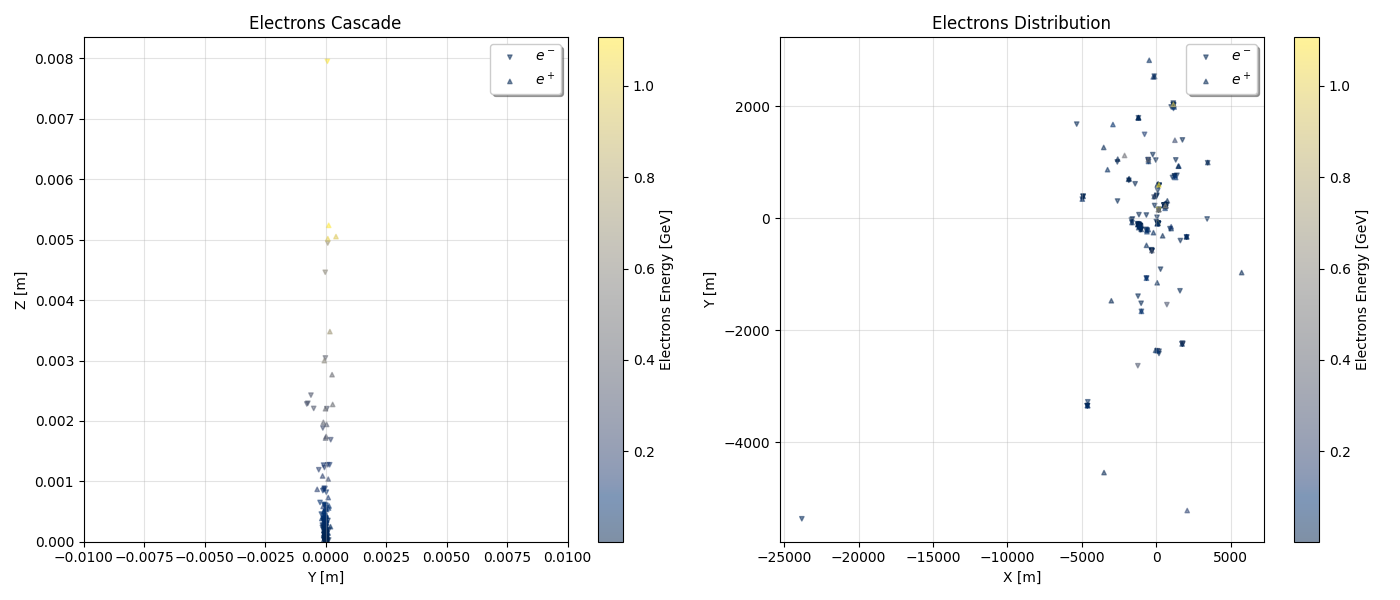 Electrons Cascade
Z [m]
0.008
0.007
0.006
0.005
0.004
0.003
0.002
0.001
0.000
−0.0100 −0.0075 −0.0050 −0.0025 0.0000 0.0025 0.0050 0.0075 0.0100
Y [m]
e⁻
e⁺
1.0
0.8
0.6
0.4
0.2
Electrons Energy [GeV]
Electrons Distribution
Y [m]
2000
0
−2000
−4000
−25000 −20000 −15000 −10000 −5000 0 5000
X [m]
e⁻
e⁺
1.0
0.8
0.6
0.4
0.2
Electrons Energy [GeV]